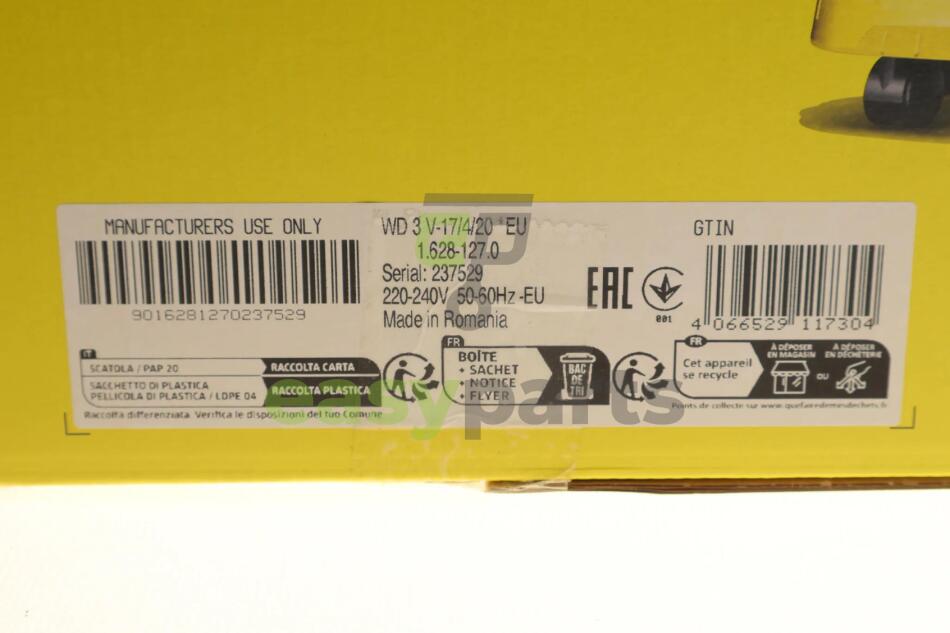 MANUFACTURERS USE ONLY
9016281270237529
WD 3 V-17/4/20 *EU
1.628-127.0
Serial: 237529
220-240V 50-60Hz -EU
Made in Romania
EAC
001
GTIN
4 066529 117304
IT
SCATOLA / PAP 20
RACCOLTA CARTA
SACCHETTO DI PLASTICA
PELLICOLA DI PLASTICA / LDPE 04
RACCOLTA PLASTICA
Raccolta differenziata. Verifica le disposizioni del tuo Comune
FR
BOÎTE
+ SACHET
+ NOTICE
+ FLYER
BAC
DE
TRI
FR
Cet appareil
se recycle
À DÉPOSER
EN MAGASIN
OU
À DÉPOSER
EN DÉCHÈTERIE
Points de collecte sur www.quefairedemesdechets.fr
easyparts